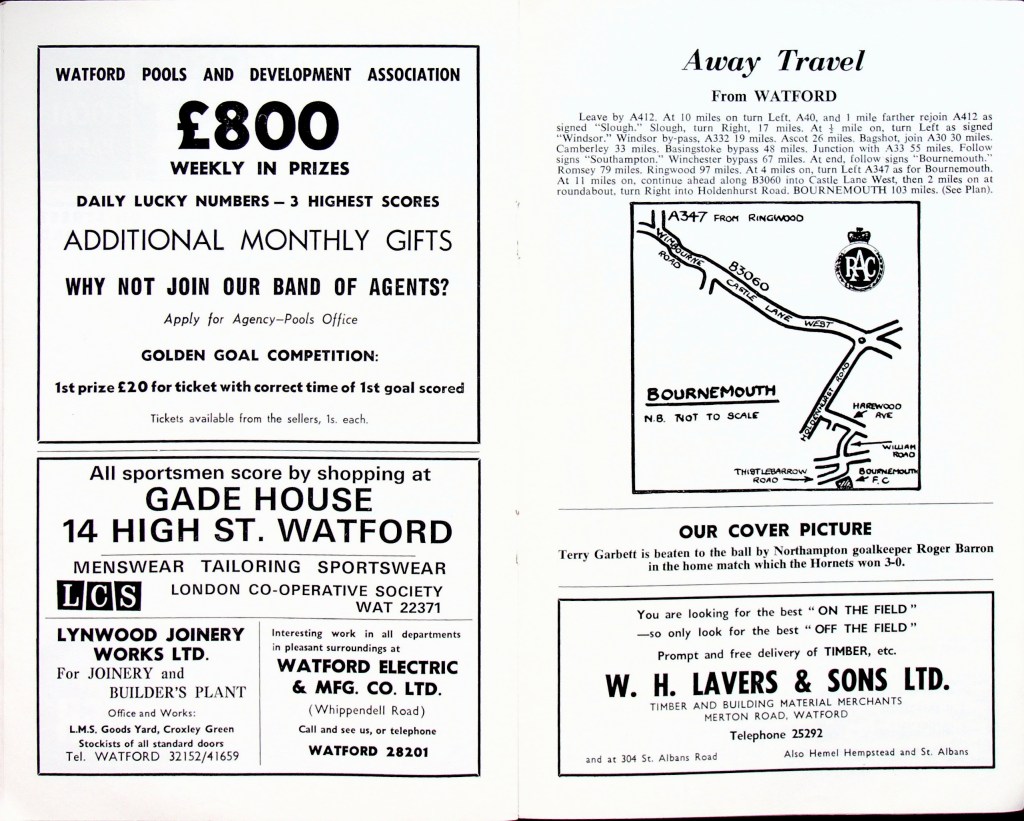 WATFORD POOLS AND DEVELOPMENT ASSOCIATION
£800
WEEKLY IN PRIZES
DAILY LUCKY NUMBERS – 3 HIGHEST SCORES
ADDITIONAL MONTHLY GIFTS
WHY NOT JOIN OUR BAND OF AGENTS?
Apply for Agency–Pools Office
GOLDEN GOAL COMPETITION:
1st prize £20 for ticket with correct time of 1st goal scored
Tickets available from the sellers, 1s. each.
All sportsmen score by shopping at
GADE HOUSE
14 HIGH ST. WATFORD
MENSWEAR TAILORING SPORTSWEAR
LCS
LONDON CO-OPERATIVE SOCIETY
WAT 22371
LYNWOOD JOINERY
WORKS LTD.
For JOINERY and
BUILDER'S PLANT
Office and Works:
L.M.S. Goods Yard, Croxley Green
Stockists of all standard doors
Tel. WATFORD 32152/41659
Interesting work in all departments
in pleasant surroundings at
WATFORD ELECTRIC
& MFG. CO. LTD.
(Whippendell Road)
Call and see us, or telephone
WATFORD 28201
Away Travel
From WATFORD
Leave by A412. At 10 miles on turn Left, A40, and 1 mile farther rejoin A412 as
signed "Slough." Slough, turn Right, 17 miles. At ½ mile on, turn Left as signed
"Windsor." Windsor by-pass, A332 19 miles. Ascot 26 miles. Bagshot, join A30 30 miles.
Camberley 33 miles. Basingstoke bypass 48 miles. Junction with A33 55 miles. Follow
signs "Southampton." Winchester bypass 67 miles. At end, follow signs "Bournemouth."
Romsey 79 miles. Ringwood 97 miles. At 4 miles on, turn Left A347 as for Bournemouth.
At 11 miles on, continue ahead along B3060 into Castle Lane West, then 2 miles on at
roundabout, turn Right into Holdenhurst Road. BOURNEMOUTH 103 miles. (See Plan).
A347 FROM RINGWOOD
WIMBOURNE
ROAD
B3060
CASTLE LANE WEST
RAC
HOLDENHURST ROAD
BOURNEMOUTH
N.B. NOT TO SCALE
HAREWOOD
AVE
WILLIAM
ROAD
THISTLEBARROW
ROAD
BOURNEMOUTH
F.C.
OUR COVER PICTURE
Terry Garbett is beaten to the ball by Northampton goalkeeper Roger Barron
in the home match which the Hornets won 3-0.
You are looking for the best "ON THE FIELD"
—so only look for the best "OFF THE FIELD"
Prompt and free delivery of TIMBER, etc.
W. H. LAVERS & SONS LTD.
TIMBER AND BUILDING MATERIAL MERCHANTS
MERTON ROAD, WATFORD
Telephone 25292
and at 304 St. Albans Road
Also Hemel Hempstead and St. Albans